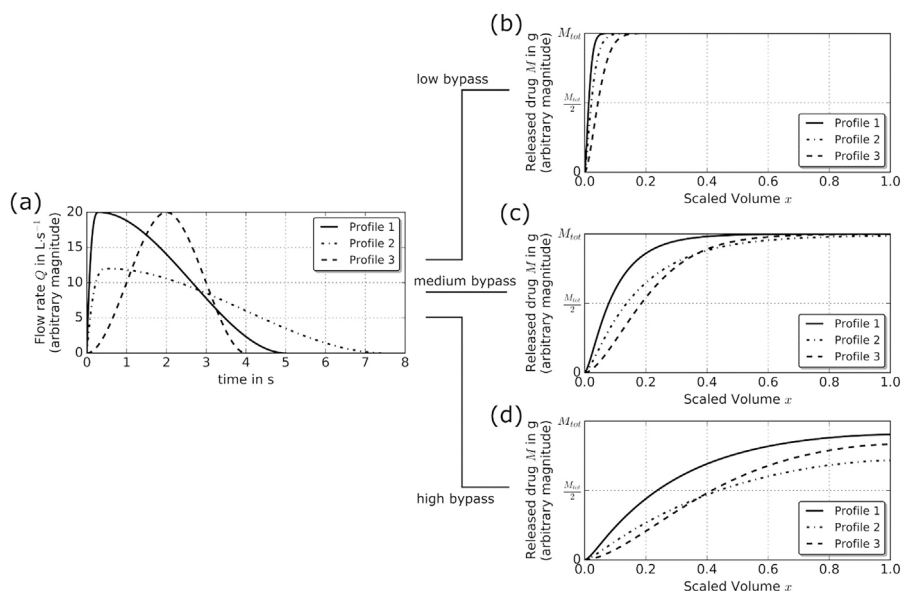 (a)
Flow rate Q in L·s⁻¹
(arbitrary magnitude)
20
15
10
5
0
0 1 2 3 4 5 6 7 8
time in s
Profile 1
Profile 2
Profile 3
low bypass
medium bypass
high bypass
(b)
Released drug M in g
(arbitrary magnitude)
M_tot
M_tot/2
0
0.0 0.2 0.4 0.6 0.8 1.0
Scaled Volume x
Profile 1
Profile 2
Profile 3
(c)
Released drug M in g
(arbitrary magnitude)
M_tot
M_tot/2
0
0.0 0.2 0.4 0.6 0.8 1.0
Scaled Volume x
Profile 1
Profile 2
Profile 3
(d)
Released drug M in g
(arbitrary magnitude)
M_tot
M_tot/2
0
0.0 0.2 0.4 0.6 0.8 1.0
Scaled Volume x
Profile 1
Profile 2
Profile 3